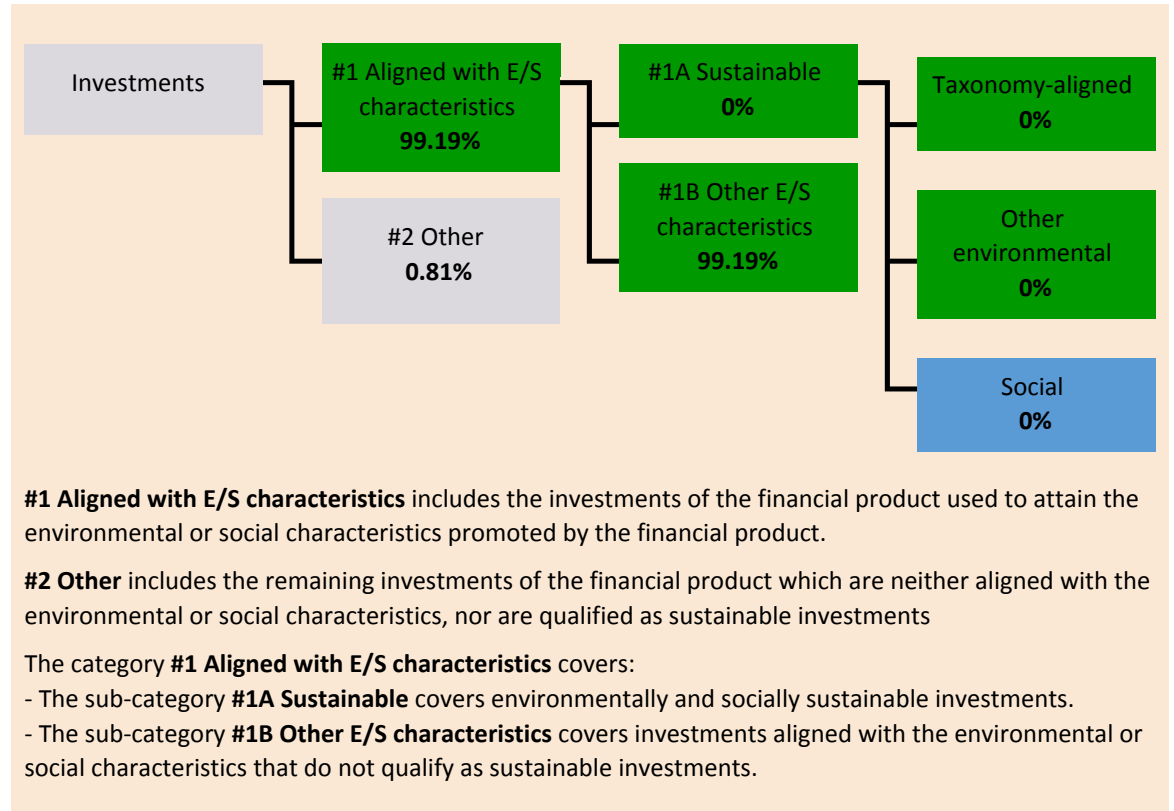 Investments
#1 Aligned with E/S
characteristics
99.19%
#2 Other
0.81%
#1A Sustainable
0%
#1B Other E/S
characteristics
99.19%
Taxonomy-aligned
0%
Other
environmental
0%
Social
0%
#1 Aligned with E/S characteristics includes the investments of the financial product used to attain the
environmental or social characteristics promoted by the financial product.
#2 Other includes the remaining investments of the financial product which are neither aligned with the
environmental or social characteristics, nor are qualified as sustainable investments
The category #1 Aligned with E/S characteristics covers:
- The sub-category #1A Sustainable covers environmentally and socially sustainable investments.
- The sub-category #1B Other E/S characteristics covers investments aligned with the environmental or
social characteristics that do not qualify as sustainable investments.